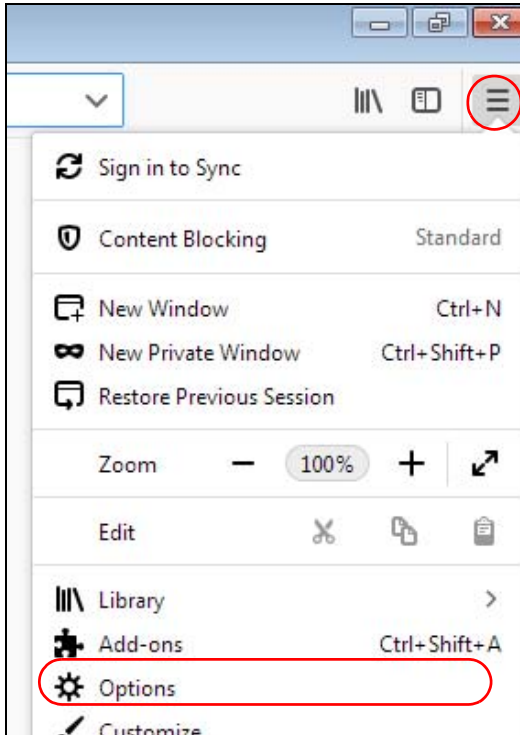 Sign in to Sync
Content Blocking Standard
New Window Ctrl+N
New Private Window Ctrl+Shift+P
Restore Previous Session
Zoom 100%
Edit
Library
Add-ons Ctrl+Shift+A
Options
Customize